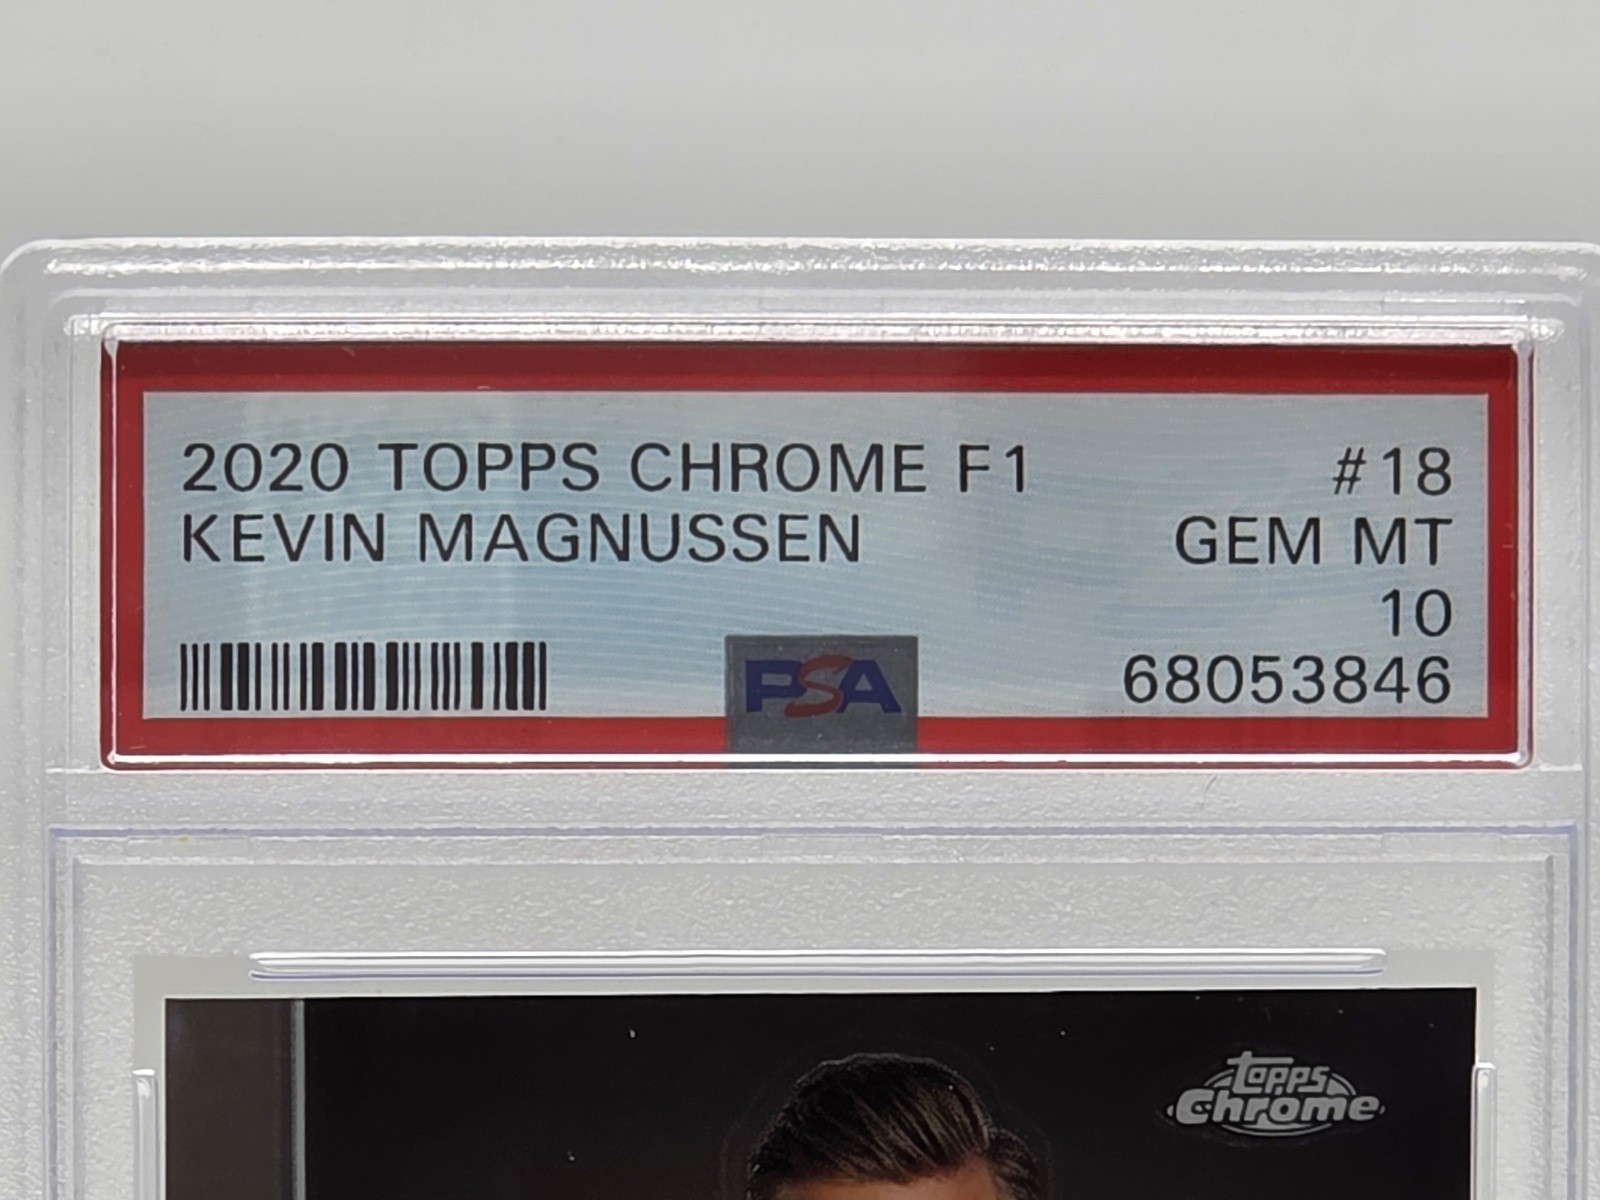 2020 TOPPS CHROME F1 #18
KEVIN MAGNUSSEN GEM MT
10
PSA 68053846
topps
Chrome